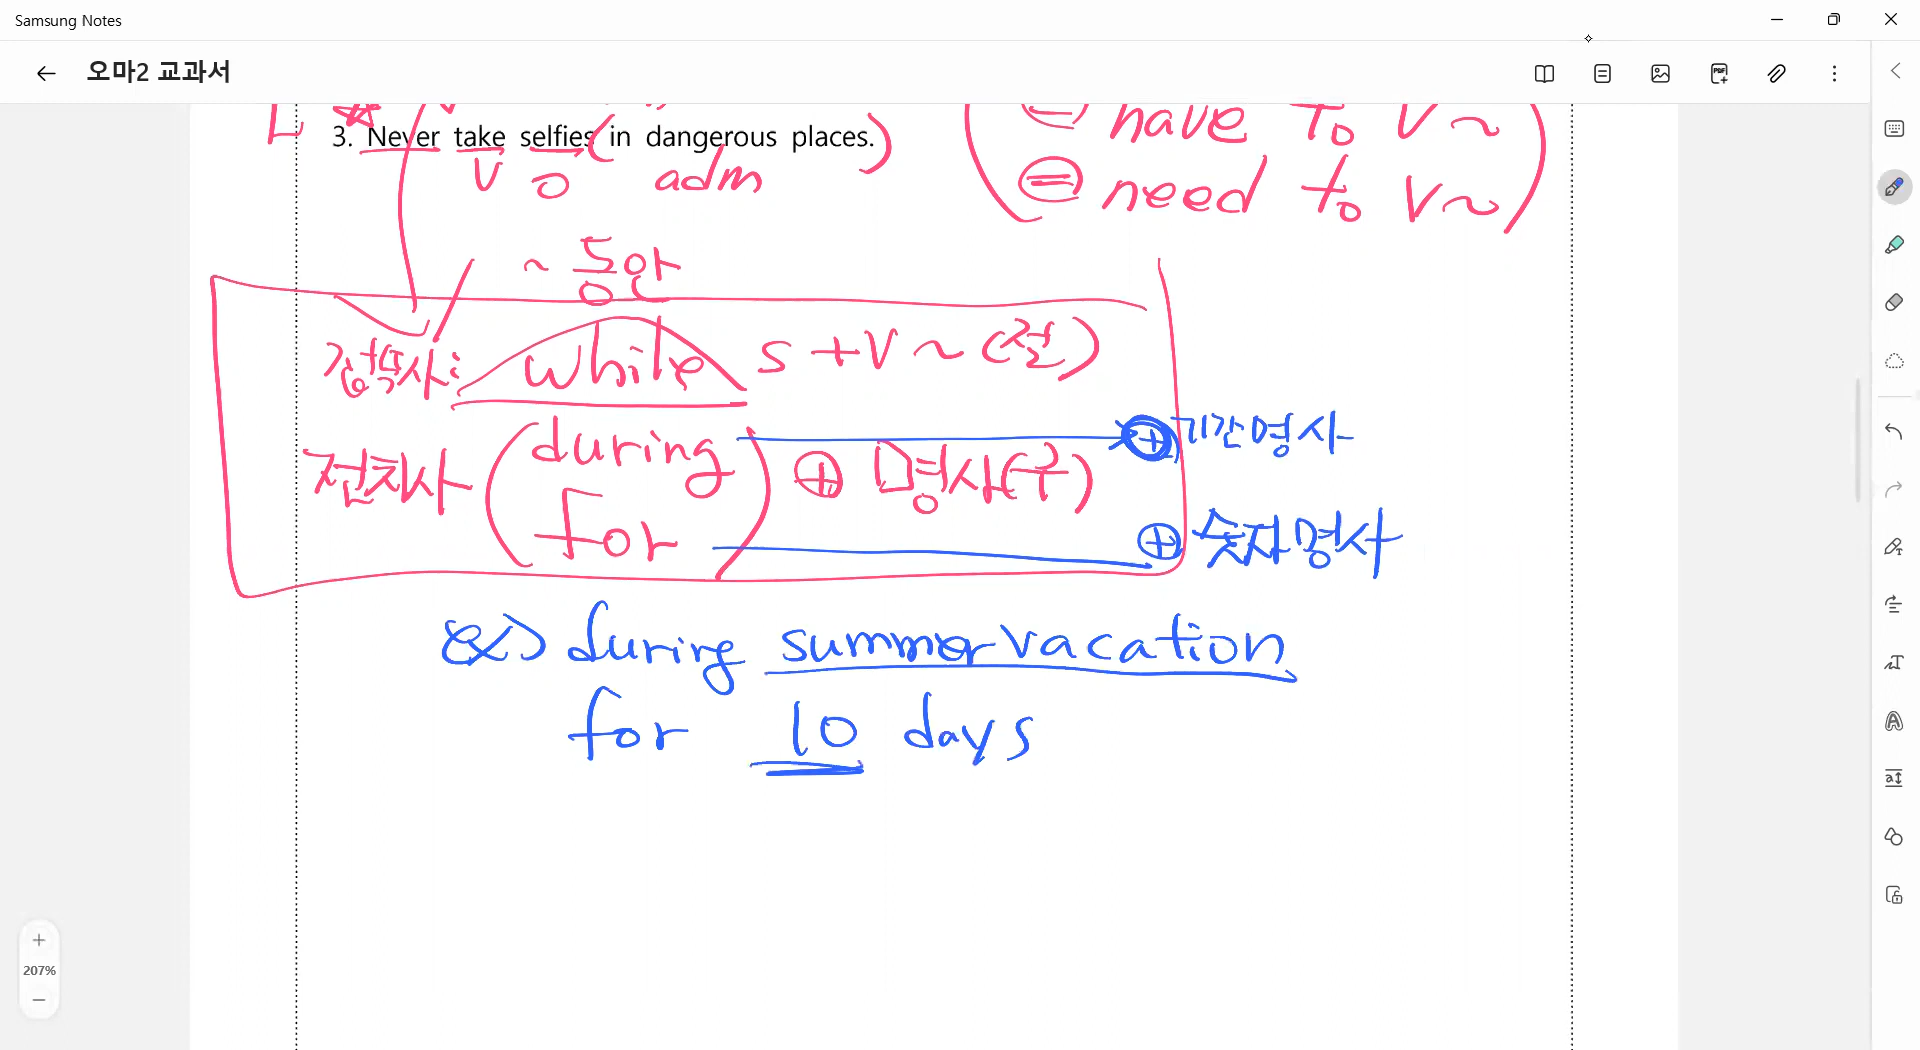 Samsung Notes
오마2 교과서
= have to V ~
3. Never take selfies in dangerous places.
V O adm
= need to V~
~ 동안
접속사: while S + V ~ (절)
during + 기간명사
전치사 + 명사(구)
for + 숫자명사
ex) during summer vacation
for 10 days
207%